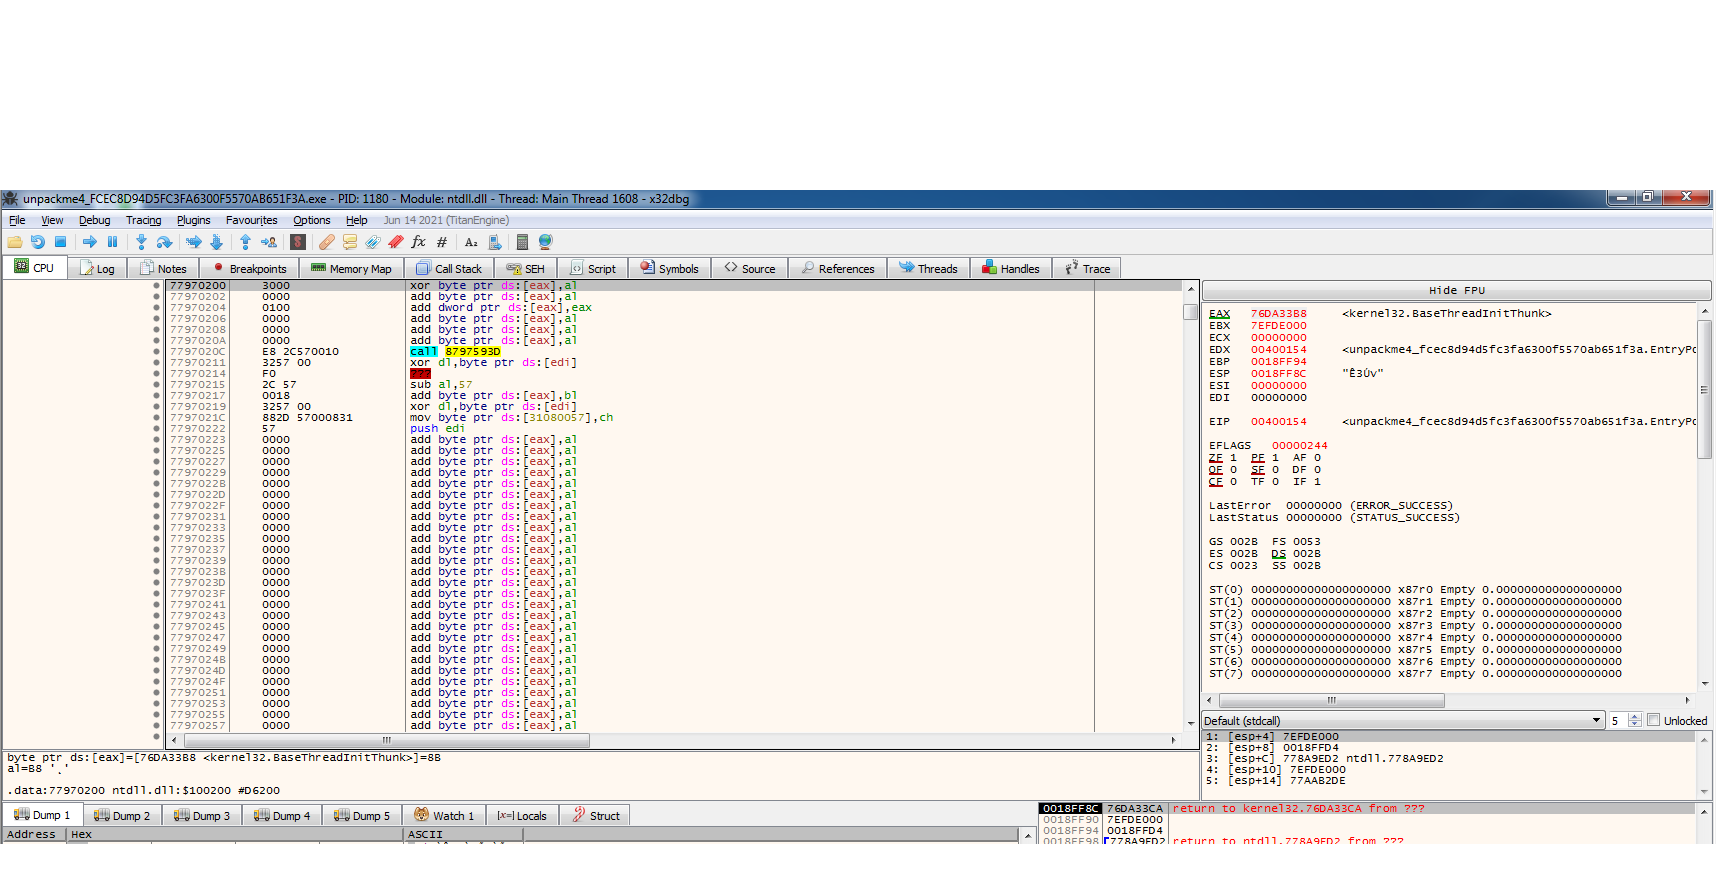 unpackme4_FCEC8D94D5FC3FA6300F5570AB651F3A.exe - PID: 1180 - Module: ntdll.dll - Thread: Main Thread 1608 - x32dbg
File View Debug Tracing Plugins Favourites Options Help Jun 14 2021 (TitanEngine)
CPU Log Notes Breakpoints Memory Map Call Stack SEH Script Symbols Source References Threads Handles Trace
77970200 3000 xor byte ptr ds:[eax],al
77970202 0000 add byte ptr ds:[eax],al
77970204 0100 add dword ptr ds:[eax],eax
77970206 0000 add byte ptr ds:[eax],al
77970208 0000 add byte ptr ds:[eax],al
7797020A 0000 add byte ptr ds:[eax],al
7797020C E8 2C570010 call 8797593D
77970211 3257 00 xor dl,byte ptr ds:[edi]
77970214 F0 ???
77970215 2C 57 sub al,57
77970217 0018 add byte ptr ds:[eax],bl
77970219 3257 00 xor dl,byte ptr ds:[edi]
7797021C 882D 57000831 mov byte ptr ds:[31080057],ch
77970222 57 push edi
77970223 0000 add byte ptr ds:[eax],al
77970225 0000 add byte ptr ds:[eax],al
77970227 0000 add byte ptr ds:[eax],al
77970229 0000 add byte ptr ds:[eax],al
7797022B 0000 add byte ptr ds:[eax],al
7797022D 0000 add byte ptr ds:[eax],al
7797022F 0000 add byte ptr ds:[eax],al
77970231 0000 add byte ptr ds:[eax],al
77970233 0000 add byte ptr ds:[eax],al
77970235 0000 add byte ptr ds:[eax],al
77970237 0000 add byte ptr ds:[eax],al
77970239 0000 add byte ptr ds:[eax],al
7797023B 0000 add byte ptr ds:[eax],al
7797023D 0000 add byte ptr ds:[eax],al
7797023F 0000 add byte ptr ds:[eax],al
77970241 0000 add byte ptr ds:[eax],al
77970243 0000 add byte ptr ds:[eax],al
77970245 0000 add byte ptr ds:[eax],al
77970247 0000 add byte ptr ds:[eax],al
77970249 0000 add byte ptr ds:[eax],al
7797024B 0000 add byte ptr ds:[eax],al
7797024D 0000 add byte ptr ds:[eax],al
7797024F 0000 add byte ptr ds:[eax],al
77970251 0000 add byte ptr ds:[eax],al
77970253 0000 add byte ptr ds:[eax],al
77970255 0000 add byte ptr ds:[eax],al
77970257 0000 add byte ptr ds:[eax],al
Hide FPU
EAX 76DA33B8 <kernel32.BaseThreadInitThunk>
EBX 7EFDE000
ECX 00000000
EDX 00400154 <unpackme4_fcec8d94d5fc3fa6300f5570ab651f3a.EntryPo
EBP 0018FF94
ESP 0018FF8C "Ê3Úv"
ESI 00000000
EDI 00000000
EIP 00400154 <unpackme4_fcec8d94d5fc3fa6300f5570ab651f3a.EntryPo
EFLAGS 00000244
ZF 1 PF 1 AF 0
OF 0 SF 0 DF 0
CF 0 TF 0 IF 1
LastError 00000000 (ERROR_SUCCESS)
LastStatus 00000000 (STATUS_SUCCESS)
GS 002B FS 0053
ES 002B DS 002B
CS 0023 SS 002B
ST(0) 00000000000000000000 x87r0 Empty 0.000000000000000000
ST(1) 00000000000000000000 x87r1 Empty 0.000000000000000000
ST(2) 00000000000000000000 x87r2 Empty 0.000000000000000000
ST(3) 00000000000000000000 x87r3 Empty 0.000000000000000000
ST(4) 00000000000000000000 x87r4 Empty 0.000000000000000000
ST(5) 00000000000000000000 x87r5 Empty 0.000000000000000000
ST(6) 00000000000000000000 x87r6 Empty 0.000000000000000000
ST(7) 00000000000000000000 x87r7 Empty 0.000000000000000000
Default (stdcall) 5 Unlocked
1: [esp+4] 7EFDE000
2: [esp+8] 0018FFD4
3: [esp+C] 778A9ED2 ntdll.778A9ED2
4: [esp+10] 7EFDE000
5: [esp+14] 77AAB2DE
byte ptr ds:[eax]=[76DA33B8 <kernel32.BaseThreadInitThunk>]=8B
al=B8 '.'
.data:77970200 ntdll.dll:$100200 #D6200
Dump 1 Dump 2 Dump 3 Dump 4 Dump 5 Watch 1 [x=] Locals Struct
Address Hex ASCII
0018FF8C 76DA33CA return to kernel32.76DA33CA from ???
0018FF90 7EFDE000
0018FF94 0018FFD4
0018FF98 778A9ED2 return to ntdll.778A9ED2 from ???